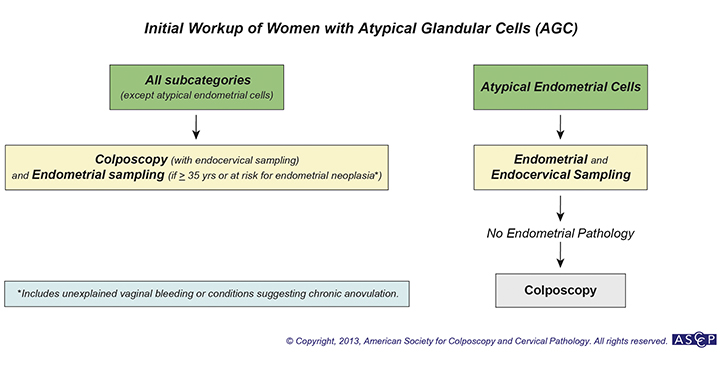 Initial Workup of Women with Atypical Glandular Cells (AGC)
All subcategories
(except atypical endometrial cells)
Colposcopy (with endocervical sampling)
and Endometrial sampling (if ≥ 35 yrs or at risk for endometrial neoplasia*)
Atypical Endometrial Cells
Endometrial and
Endocervical Sampling
No Endometrial Pathology
Colposcopy
*Includes unexplained vaginal bleeding or conditions suggesting chronic anovulation.
© Copyright, 2013, American Society for Colposcopy and Cervical Pathology. All rights reserved.
ASCCP